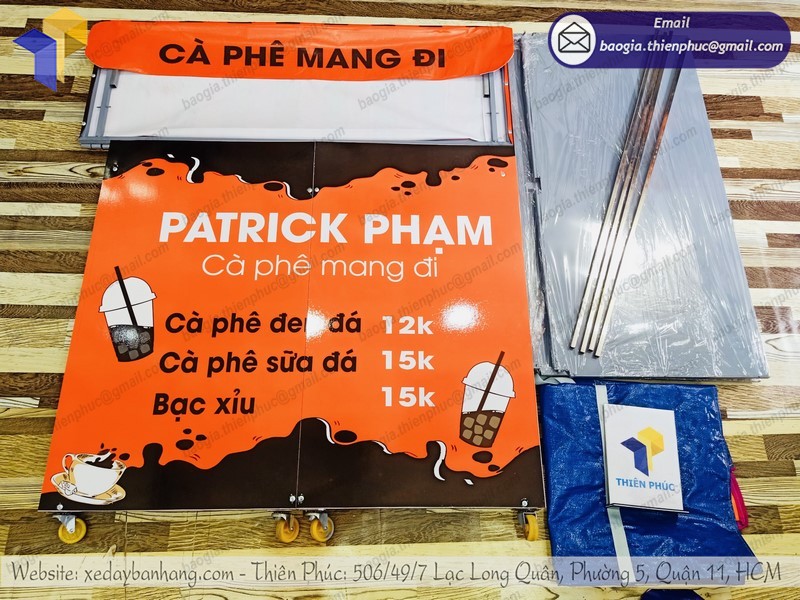 Email
baogia.thienphuc@gmail.com
CÀ PHÊ MANG ĐI
PATRICK PHẠM
Cà phê mang đi
Cà phê đen đá 12k
Cà phê sữa đá 15k
Bạc xỉu 15k
THIÊN PHÚC
Website: xedaybanhang.com - Thiên Phúc: 506/49/7 Lạc Long Quân, Phường 5, Quận 11, HCM